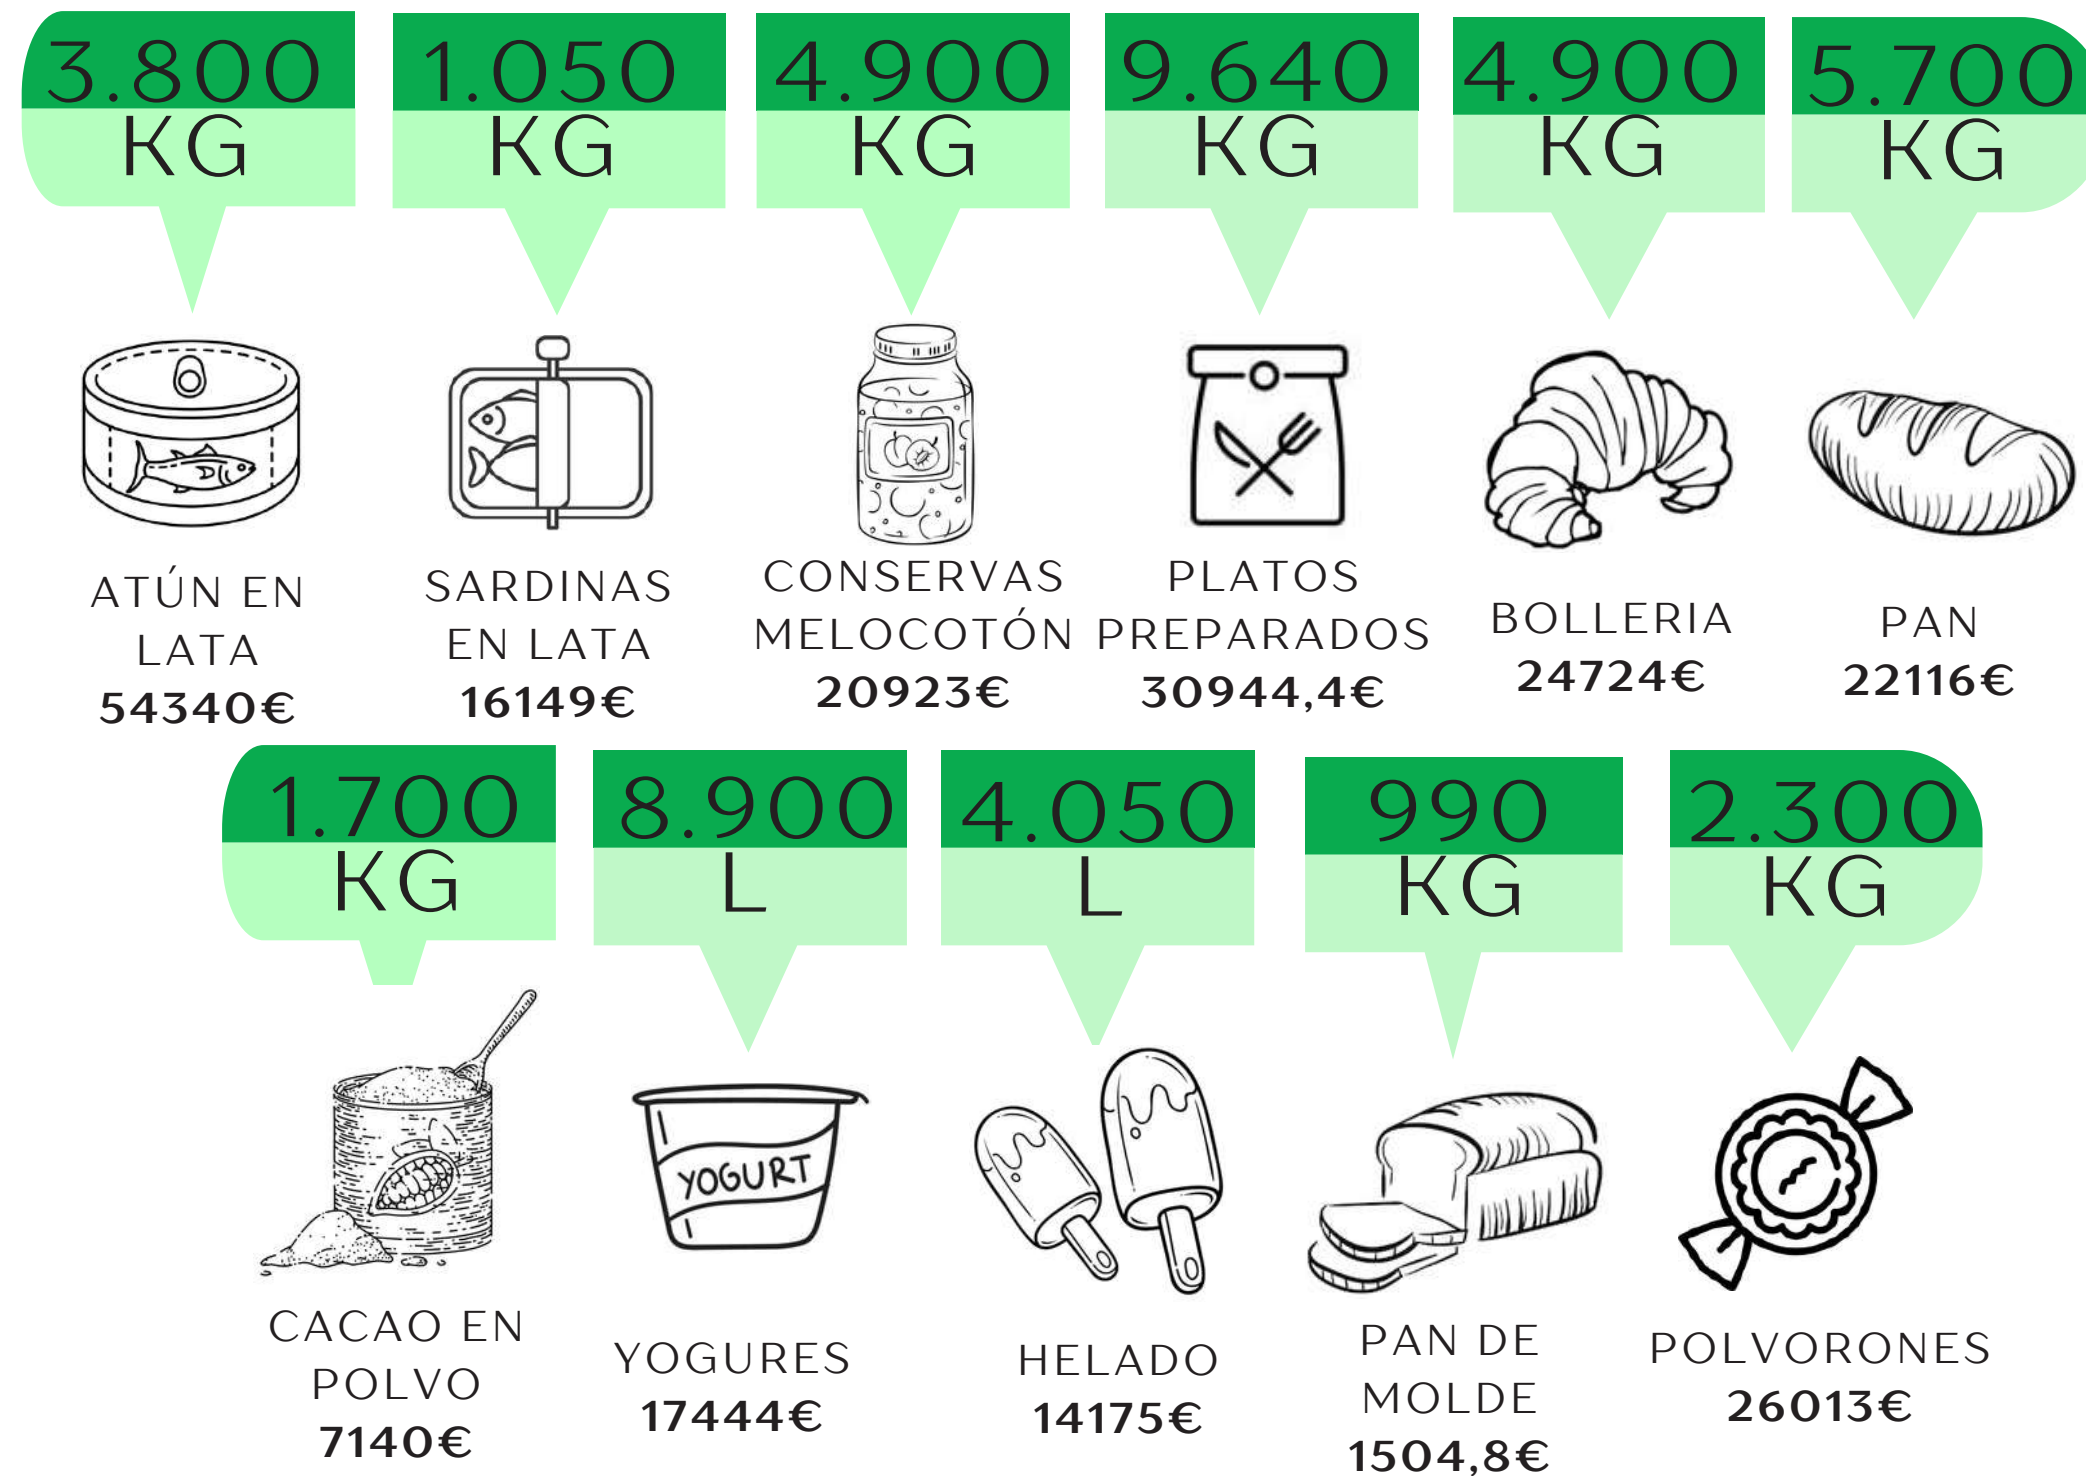 3.800
KG
1.050
KG
4.900
KG
9.640
KG
4.900
KG
5.700
KG
ATÚN EN
LATA
54340€
SARDINAS
EN LATA
16149€
CONSERVAS
MELOCOTÓN
20923€
PLATOS
PREPARADOS
30944,4€
BOLLERIA
24724€
PAN
22116€
1.700
KG
8.900
L
4.050
L
990
KG
2.300
KG
YOGURT
CACAO EN
POLVO
7140€
YOGURES
17444€
HELADO
14175€
PAN DE
MOLDE
1504,8€
POLVORONES
26013€